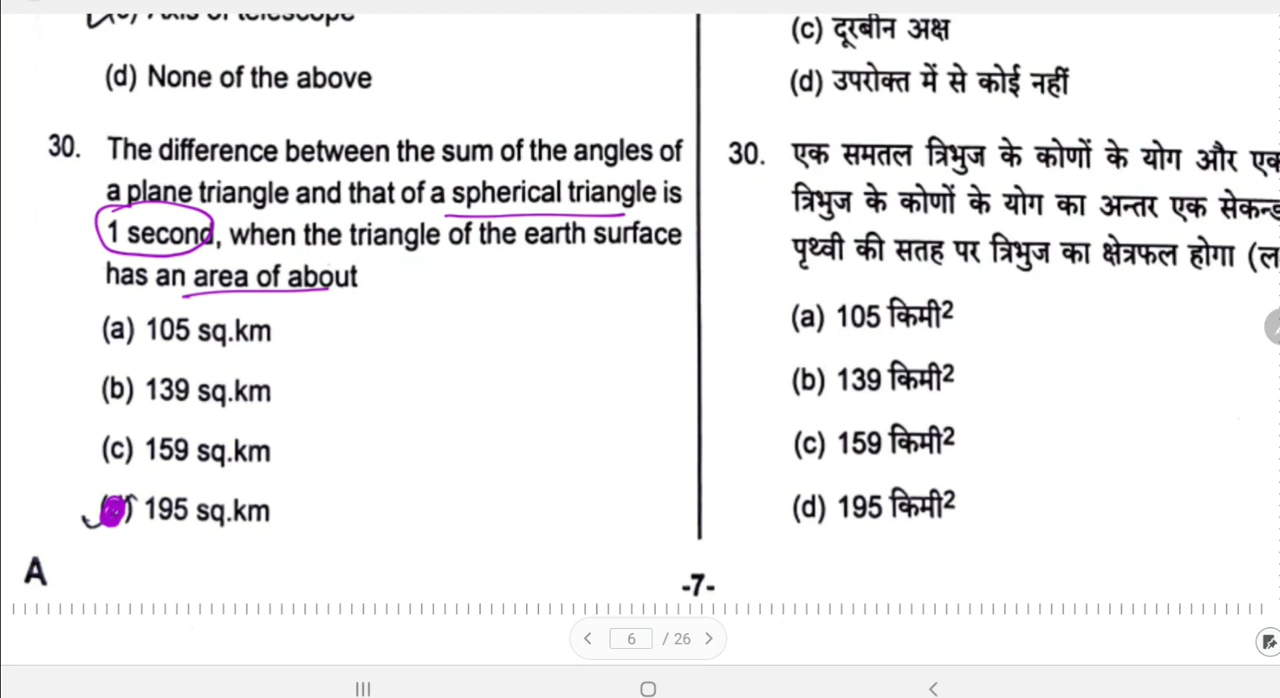 (c) Axis of telescope
(d) None of the above
30. The difference between the sum of the angles of
a plane triangle and that of a spherical triangle is
1 second, when the triangle of the earth surface
has an area of about
(a) 105 sq.km
(b) 139 sq.km
(c) 159 sq.km
195 sq.km
A
(c) दूरबीन अक्ष
(d) उपरोक्त में से कोई नहीं
30. एक समतल त्रिभुज के कोणों के योग और
त्रिभुज के कोणों के योग का अन्तर एक
पृथ्वी की सतह पर त्रिभुज का क्षेत्रफल होगा
(a) 105 किमी2
(b) 139 किमी2
(c) 159 किमी2
(d) 195 किमी2
-7-
6 / 26